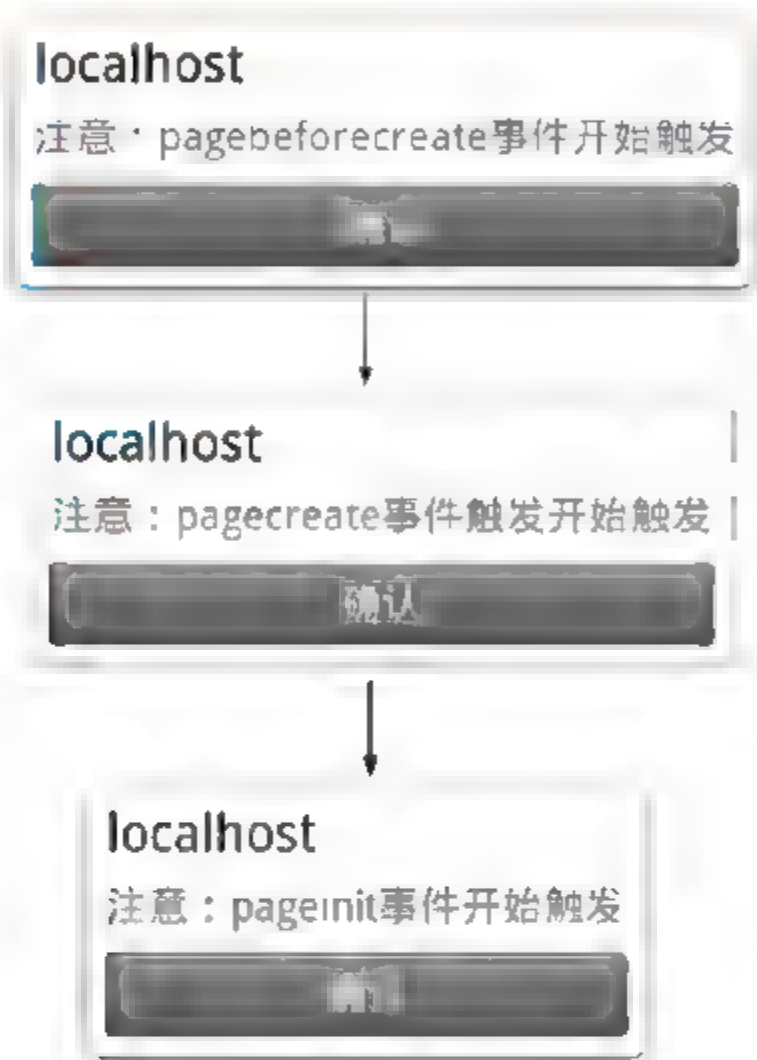 localhost
注意：pagebeforecreate事件开始触发
localhost
注意：pagecreate事件触发开始触发
确认
localhost
注意：pageinit事件开始触发